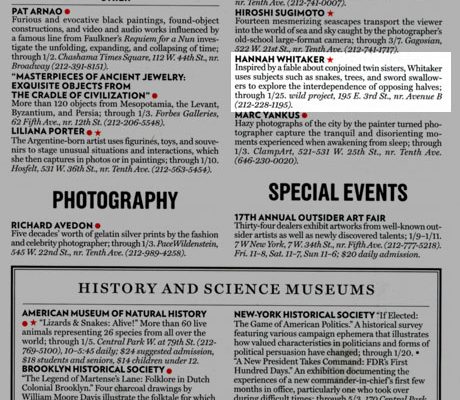 OTHER
PAT ARNAO ●
Furious and evocative black paintings, found-object
constructions, and video and audio works influenced by
a famous line from Faulkner's Requiem for a Nun inves-
tigate the unfolding, expanding, and collapsing of time;
through 1/2. Chashama Times Square, 112 W. 44th St., nr.
Broadway (212-391-8151).
"MASTERPIECES OF ANCIENT JEWELRY:
EXQUISITE OBJECTS FROM
THE CRADLE OF CIVILIZATION" ●
More than 120 objects from Mesopotamia, the Levant,
Byzantium, and Persia; through 1/3. Forbes Galleries,
62 Fifth Ave., nr. 12th St. (212-206-5548).
LILIANA PORTER ● ★
The Argentine-born artist uses figurines, toys, and souve-
nirs to stage unusual situations and interactions, which
she then captures in photos or in paintings; through 1/10.
Hosfelt, 531 W. 36th St., nr. Tenth Ave. (212-563-5454).
PHOTOGRAPHY
RICHARD AVEDON ●
Five decades' worth of gelatin silver prints by the fashion
and celebrity photographer; through 1/3. PaceWildenstein,
545 W. 22nd St., nr. Tenth Ave. (212-989-4258).
nr. Tenth Ave. (212-741-0007).
HIROSHI SUGIMOTO ●
Fourteen mesmerizing seascapes transport the viewer
into the world of sea and sky caught by the photographer's
old-school large-format camera; through 3/7. Gagosian,
522 W. 21st St., nr. Tenth Ave. (212-741-1717).
HANNAH WHITAKER ★
Inspired by a fable about conjoined twin sisters, Whitaker
uses subjects such as snakes, trees, and sword swallow-
ers to explore the interdependence of opposing halves;
through 1/25. wild project, 195 E. 3rd St., nr. Avenue B
(212-228-1195).
MARC YANKUS ●
Hazy photographs of the city by the painter turned pho-
tographer capture the tranquil and disorienting mo-
ments experienced when awaking from sleep; through
1/3. ClampArt, 521–531 W. 25th St., nr. Tenth Ave.
(646-230-0020).
SPECIAL EVENTS
17TH ANNUAL OUTSIDER ART FAIR
Thirty-four dealers exhibit artworks from well-known out-
sider artists as well as newly discovered talents; 1/9–1/11.
7 W New York, 7 W. 34th St., nr. Fifth Ave. (212-777-5218).
Fri. 11–8, Sat. 11–7, Sun 11–6; $20 daily admission.
HISTORY AND SCIENCE MUSEUMS
AMERICAN MUSEUM OF NATURAL HISTORY
● ★ "Lizards & Snakes: Alive!" More than 60 live
animals representing 26 species from all over the
world; through 1/5. Central Park W. at 79th St. (212-
769-5100), 10–5:45 daily; $24 suggested admission,
$18 students and seniors, $14 children under 12.
BROOKLYN HISTORICAL SOCIETY ●
"The Legend of Martense's Lane: Folklore in Dutch
Colonial Brooklyn." Four charcoal drawings by
William Moore Davis illustrate the folktale for which
NEW-YORK HISTORICAL SOCIETY "If Elected:
The Game of American Politics." A historical survey
featuring various campaign ephemera that illustrates
how valued characteristics in politicians and forms of
political persuasion have changed; through 1/20. •
"A New President Takes Command: FDR's First
Hundred Days." An exhibition documenting the
experiences of a new commander-in-chief's first few
months in office, particularly one who took over
during difficult times; through 5/3. 170 Central Park